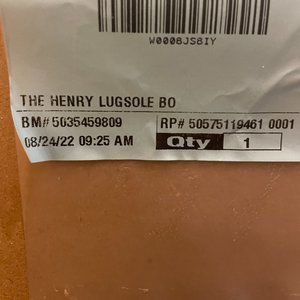 W0008JS8IY
THE HENRY LUGSOLE BO
BM# 5035459809 RP# 50575119461 0001
08/24/22 09:25 AM Qty 1